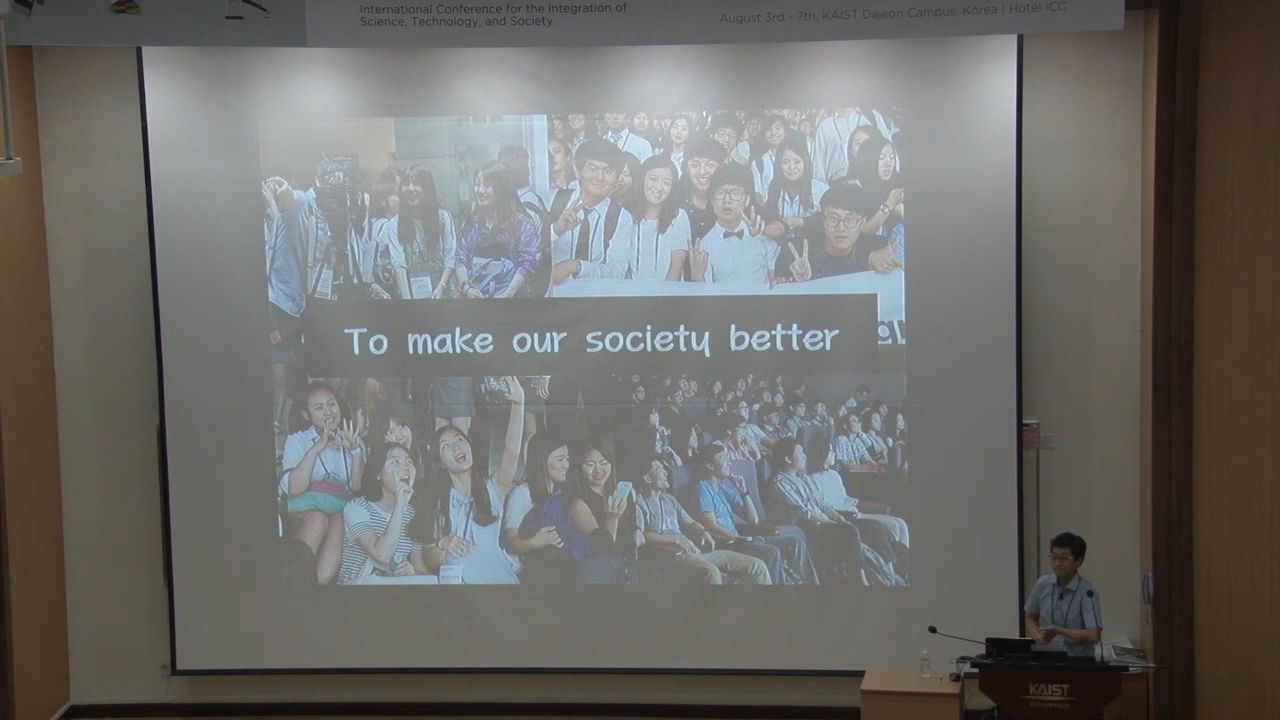 International Conference for the Integration of
Science, Technology, and Society
August 3rd - 7th, KAIST Dajeon Campus, Korea | Hotel ICC
To make our society better
KAIST